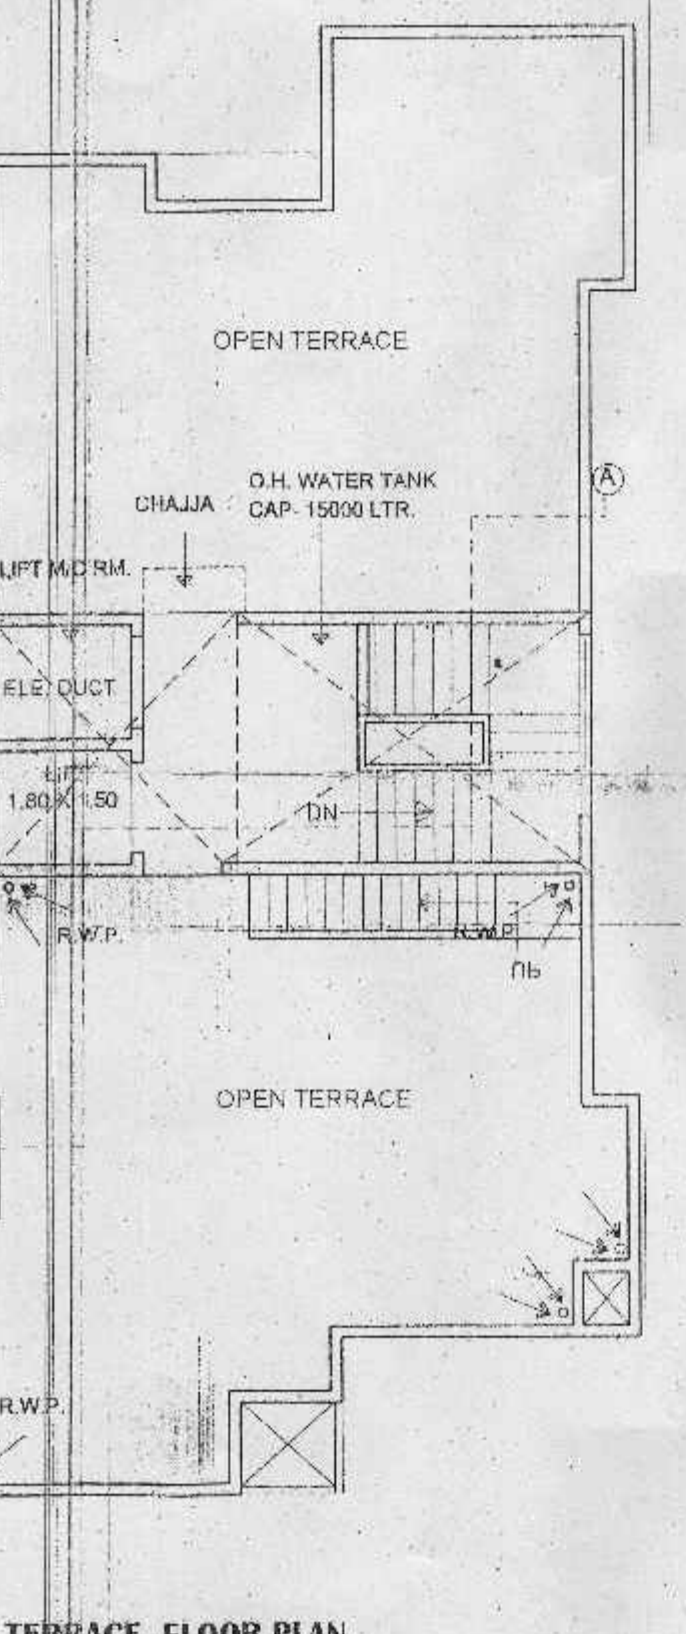 OPEN TERRACE
O.H. WATER TANK
CHAJJA
CAP- 15000 LTR.
A
LIFT M/C RM.
ELE. DUCT
LIFT
1.80 X 1.50
DN
R.W.P.
R.W.P.
UP
OPEN TERRACE
R.W.P.
TERRACE FLOOR PLAN